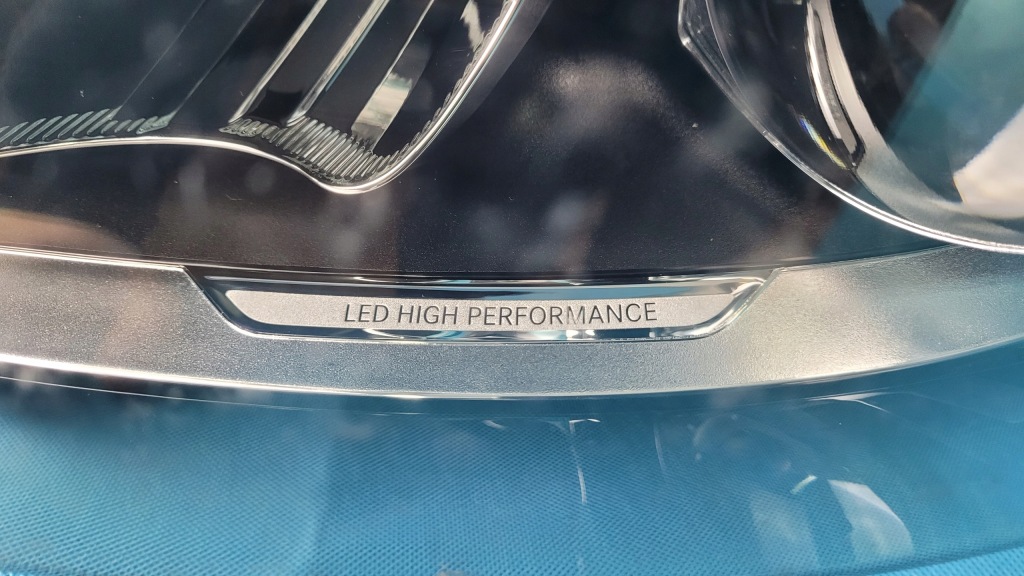 LED HIGH PERFORMANCE